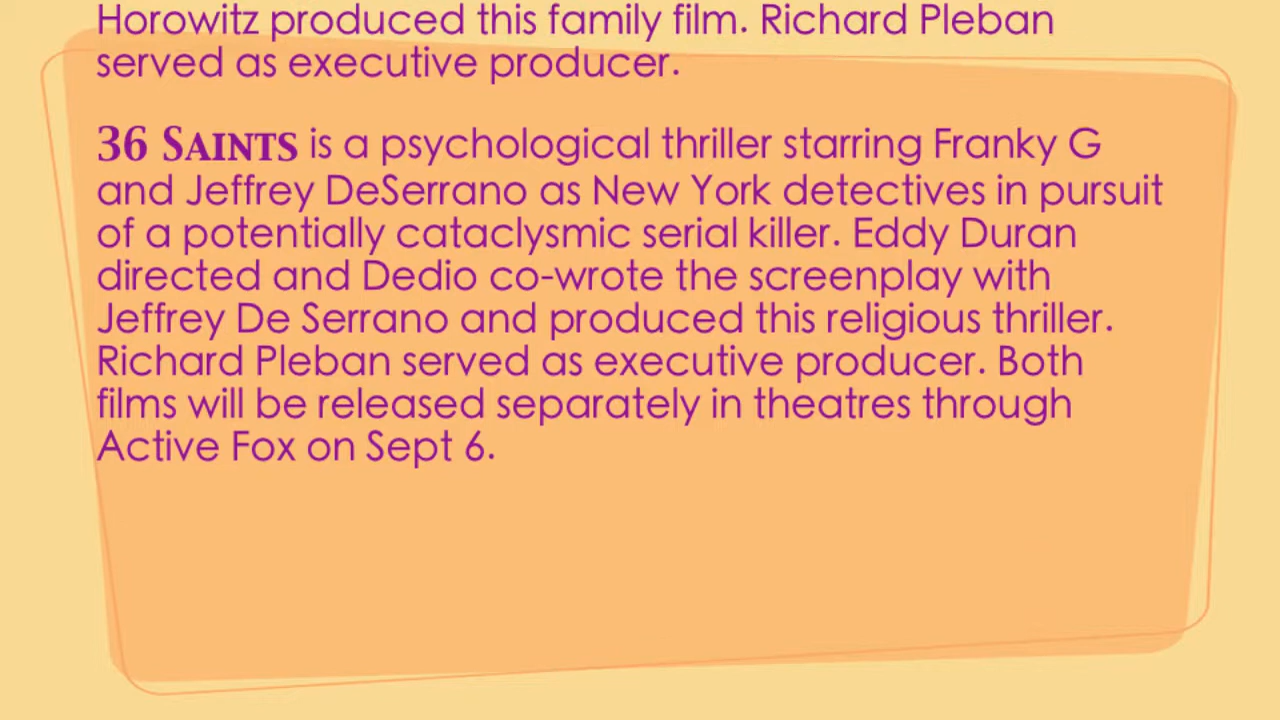 Horowitz produced this family film. Richard Pleban
served as executive producer.
36 Saints is a psychological thriller starring Franky G
and Jeffrey DeSerrano as New York detectives in pursuit
of a potentially cataclysmic serial killer. Eddy Duran
directed and Dedio co-wrote the screenplay with
Jeffrey De Serrano and produced this religious thriller.
Richard Pleban served as executive producer. Both
films will be released separately in theatres through
Active Fox on Sept 6.